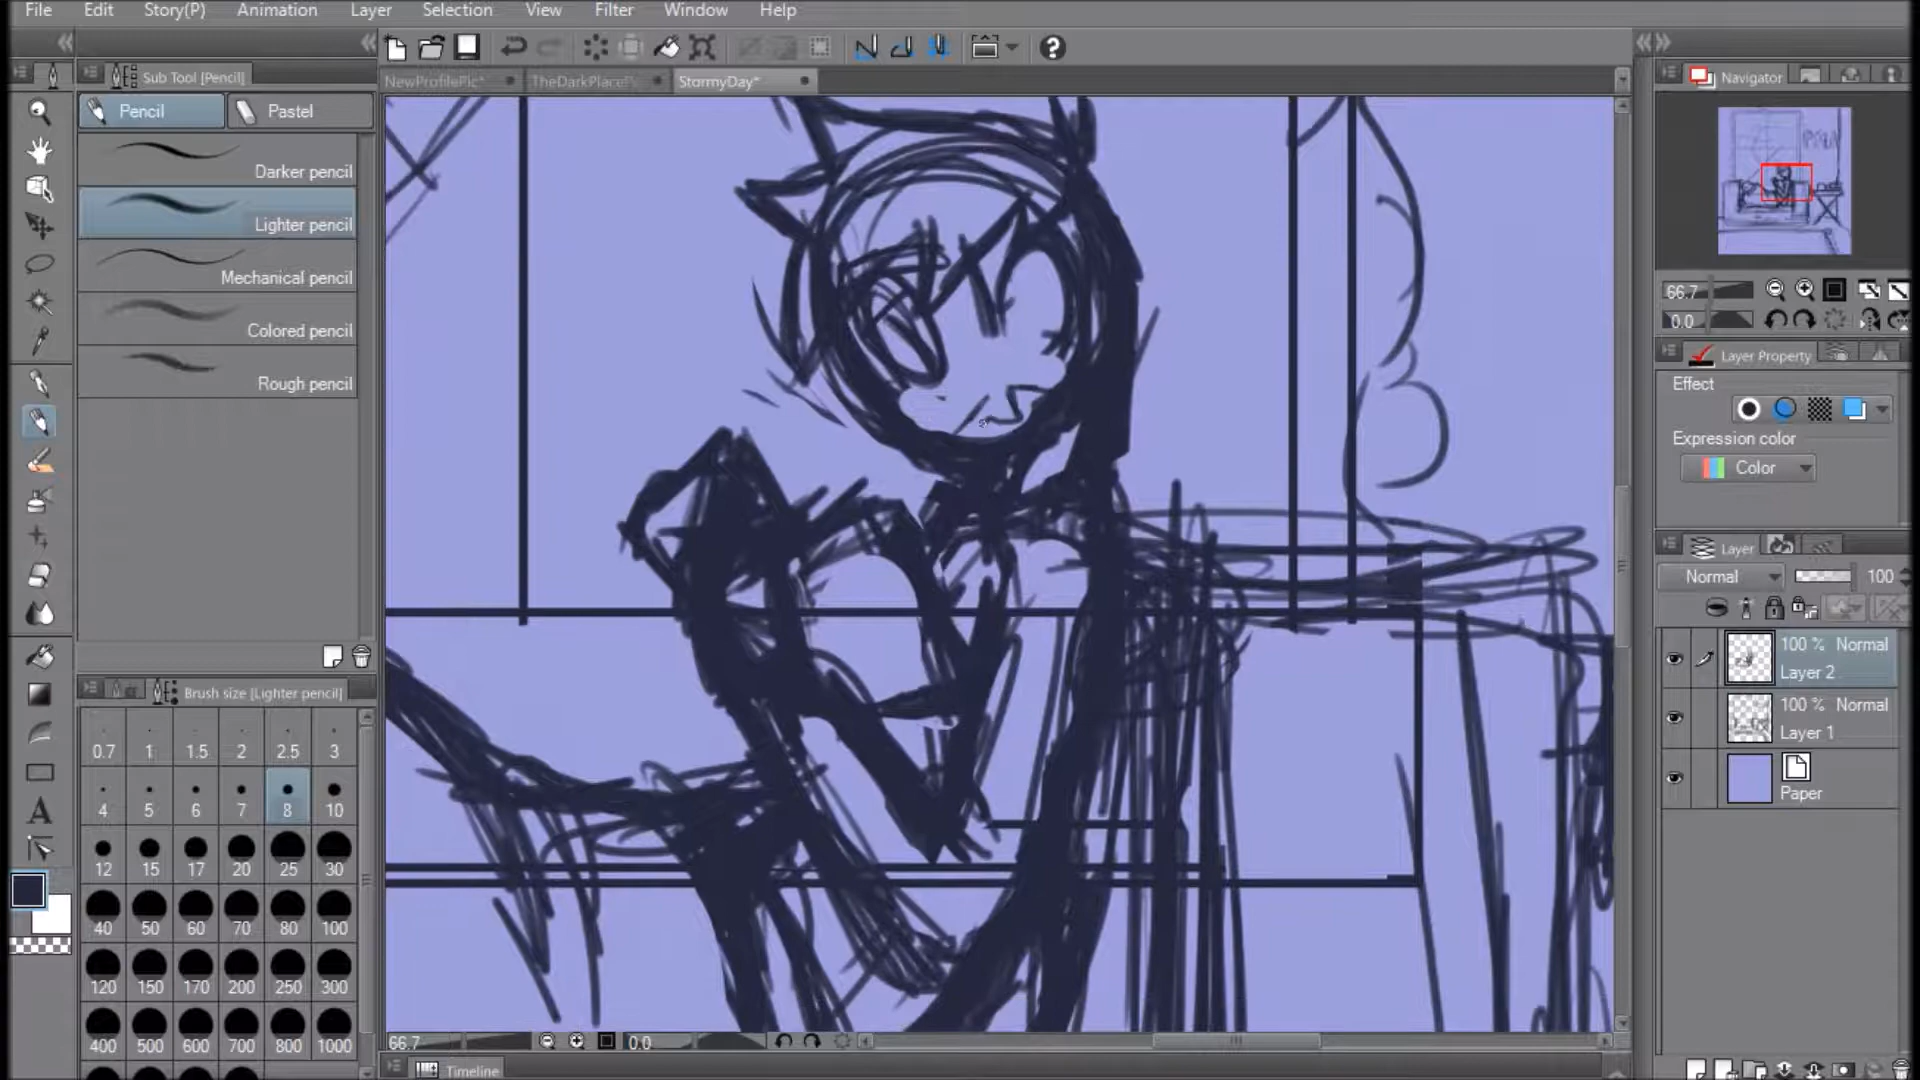 File Edit Story(P) Animation Layer Selection View Filter Window Help
Sub Tool [Pencil]
Navigator
NewProfilePic*
StormyDay*
Pencil
Pastel
Darker pencil
Lighter pencil
Mechanical pencil
Colored pencil
Rough pencil
Brush size [Lighter pencil]
0.7 1 1.5 2 2.5 3
4 5 6 7 8 10
12 15 17 20 25 30
40 50 60 70 80 100
120 150 170 200 250 300
400 500 600 700 800 1000
66.7
0.0
Layer Property
Effect
Expression color
Color
Layer
Normal 100
100 % Normal
Layer 2
100 % Normal
Layer 1
Paper
66.7 0.0
Timeline